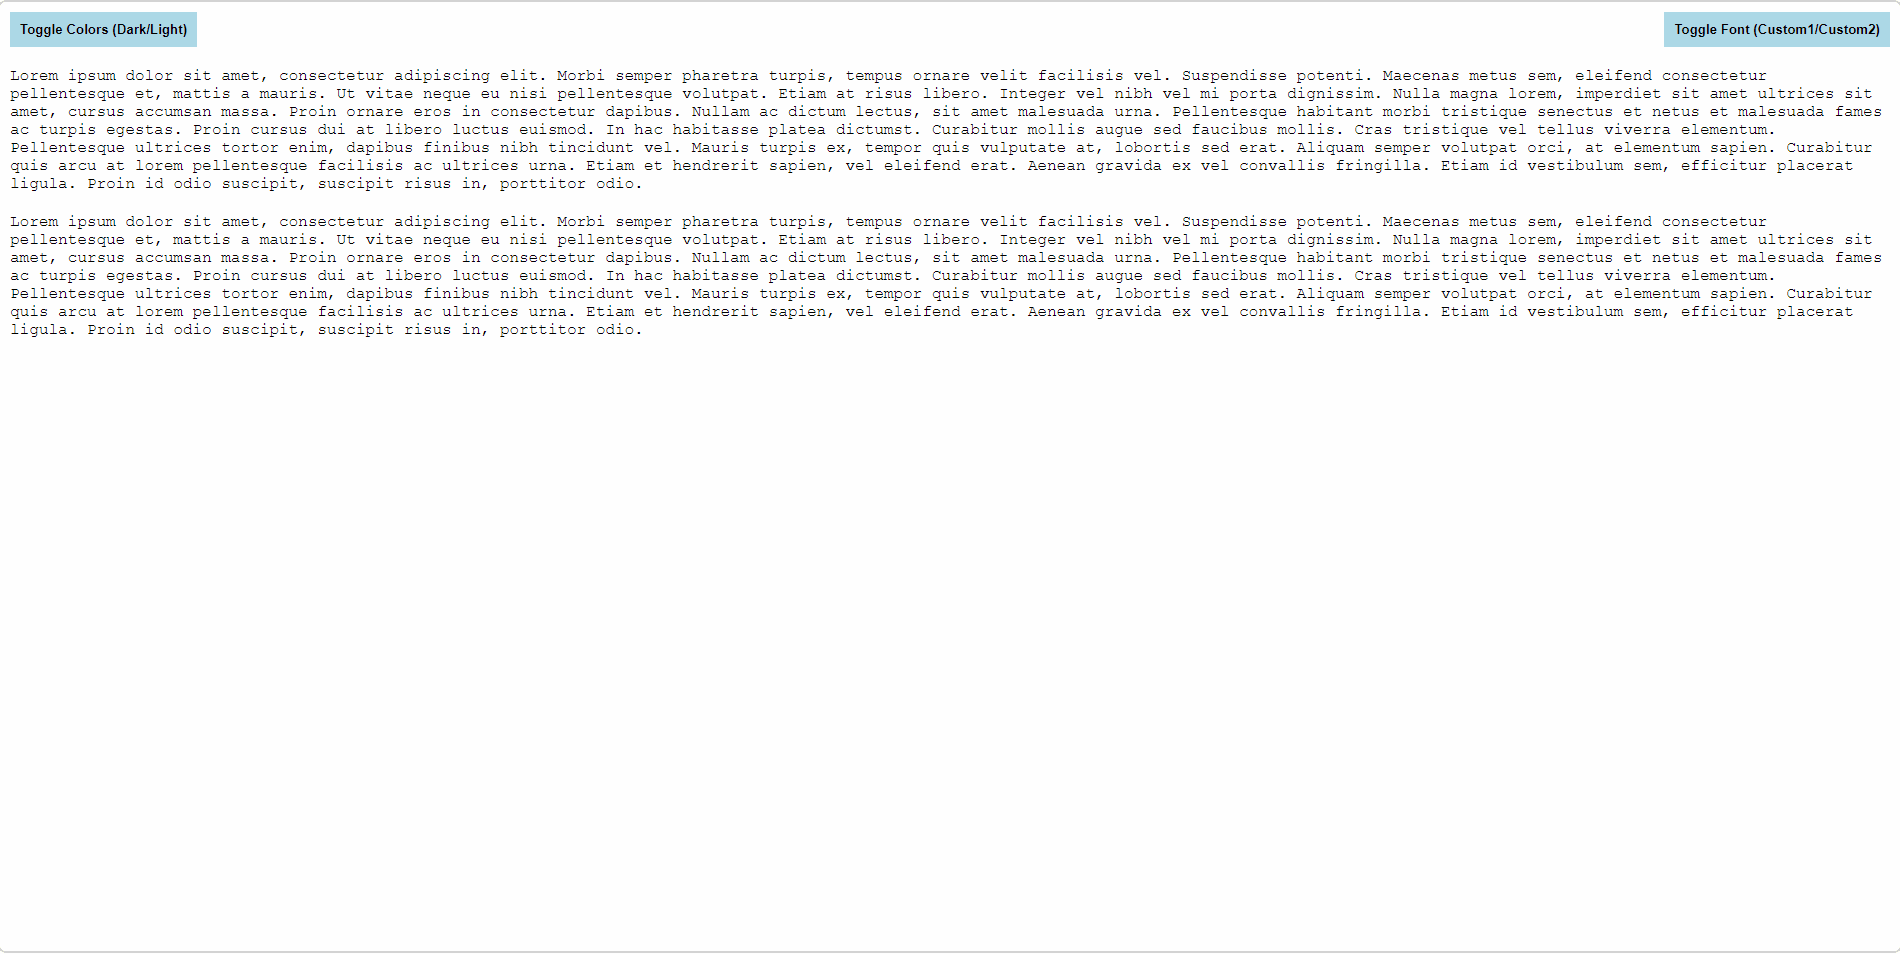 Toggle Colors (Dark/Light)
Toggle Font (Custom1/Custom2)
Lorem ipsum dolor sit amet, consectetur adipiscing elit. Morbi semper pharetra turpis, tempus ornare velit facilisis vel. Suspendisse potenti. Maecenas metus sem, eleifend consectetur
pellentesque et, mattis a mauris. Ut vitae neque eu nisi pellentesque volutpat. Etiam at risus libero. Integer vel nibh vel mi porta dignissim. Nulla magna lorem, imperdiet sit amet ultrices sit
amet, cursus accumsan massa. Proin ornare eros in consectetur dapibus. Nullam ac dictum lectus, sit amet malesuada urna. Pellentesque habitant morbi tristique senectus et netus et malesuada fames
ac turpis egestas. Proin cursus dui at libero luctus euismod. In hac habitasse platea dictumst. Curabitur mollis augue sed faucibus mollis. Cras tristique vel tellus viverra elementum.
Pellentesque ultrices tortor enim, dapibus finibus nibh tincidunt vel. Mauris turpis ex, tempor quis vulputate at, lobortis sed erat. Aliquam semper volutpat orci, at elementum sapien. Curabitur
quis arcu at lorem pellentesque facilisis ac ultrices urna. Etiam et hendrerit sapien, vel eleifend erat. Aenean gravida ex vel convallis fringilla. Etiam id vestibulum sem, efficitur placerat
ligula. Proin id odio suscipit, suscipit risus in, porttitor odio.
Lorem ipsum dolor sit amet, consectetur adipiscing elit. Morbi semper pharetra turpis, tempus ornare velit facilisis vel. Suspendisse potenti. Maecenas metus sem, eleifend consectetur
pellentesque et, mattis a mauris. Ut vitae neque eu nisi pellentesque volutpat. Etiam at risus libero. Integer vel nibh vel mi porta dignissim. Nulla magna lorem, imperdiet sit amet ultrices sit
amet, cursus accumsan massa. Proin ornare eros in consectetur dapibus. Nullam ac dictum lectus, sit amet malesuada urna. Pellentesque habitant morbi tristique senectus et netus et malesuada fames
ac turpis egestas. Proin cursus dui at libero luctus euismod. In hac habitasse platea dictumst. Curabitur mollis augue sed faucibus mollis. Cras tristique vel tellus viverra elementum.
Pellentesque ultrices tortor enim, dapibus finibus nibh tincidunt vel. Mauris turpis ex, tempor quis vulputate at, lobortis sed erat. Aliquam semper volutpat orci, at elementum sapien. Curabitur
quis arcu at lorem pellentesque facilisis ac ultrices urna. Etiam et hendrerit sapien, vel eleifend erat. Aenean gravida ex vel convallis fringilla. Etiam id vestibulum sem, efficitur placerat
ligula. Proin id odio suscipit, suscipit risus in, porttitor odio.